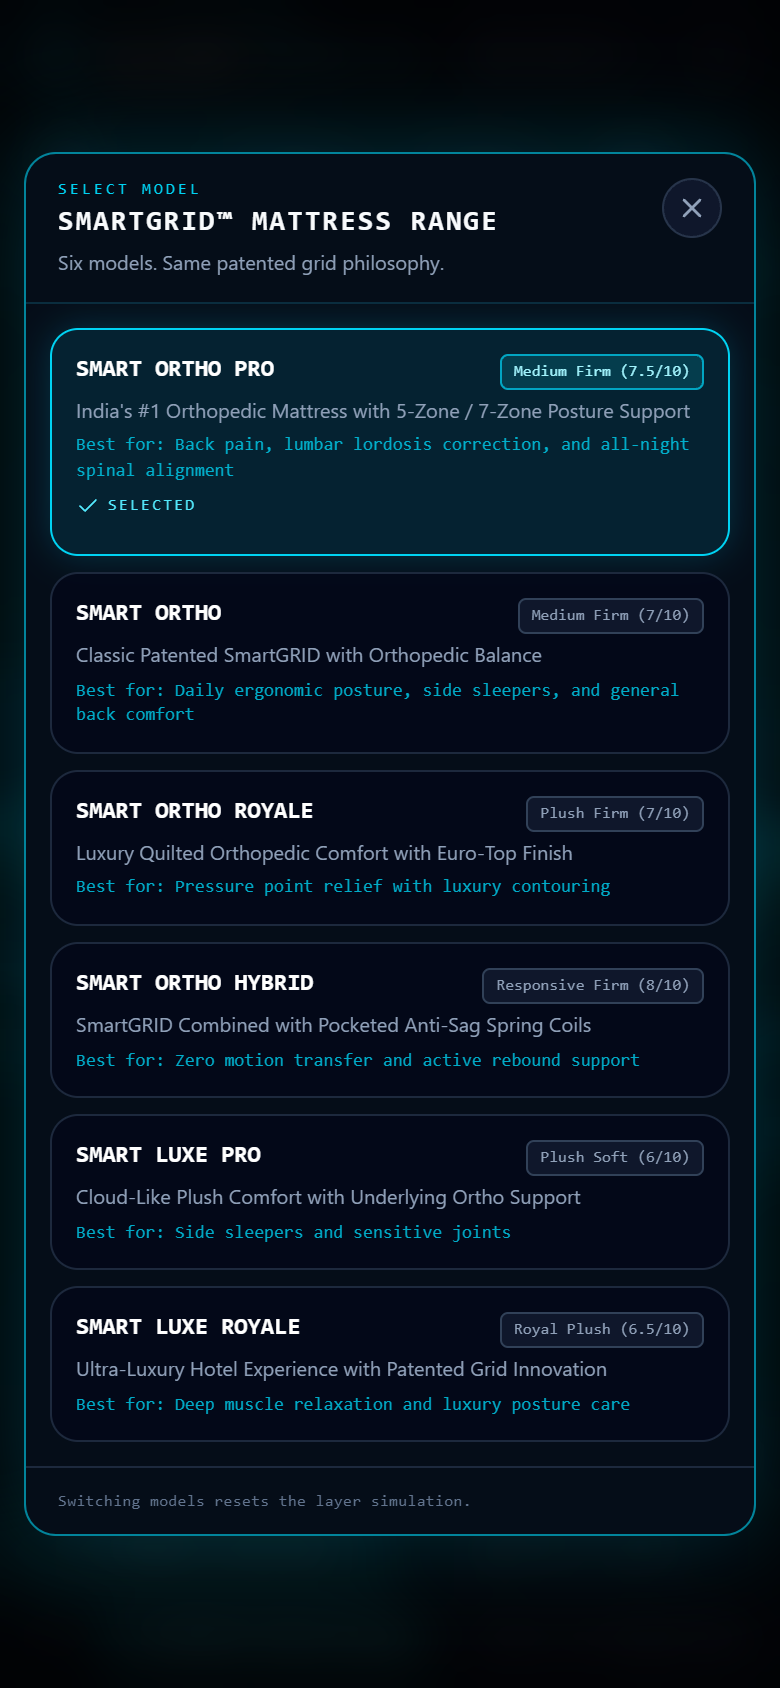 SELECT MODEL
SMARTGRID™ MATTRESS RANGE
Six models. Same patented grid philosophy.
SMART ORTHO PRO
Medium Firm (7.5/10)
India's #1 Orthopedic Mattress with 5-Zone / 7-Zone Posture Support
Best for: Back pain, lumbar lordosis correction, and all-night
spinal alignment
SELECTED
SMART ORTHO
Medium Firm (7/10)
Classic Patented SmartGRID with Orthopedic Balance
Best for: Daily ergonomic posture, side sleepers, and general
back comfort
SMART ORTHO ROYALE
Plush Firm (7/10)
Luxury Quilted Orthopedic Comfort with Euro-Top Finish
Best for: Pressure point relief with luxury contouring
SMART ORTHO HYBRID
Responsive Firm (8/10)
SmartGRID Combined with Pocketed Anti-Sag Spring Coils
Best for: Zero motion transfer and active rebound support
SMART LUXE PRO
Plush Soft (6/10)
Cloud-Like Plush Comfort with Underlying Ortho Support
Best for: Side sleepers and sensitive joints
SMART LUXE ROYALE
Royal Plush (6.5/10)
Ultra-Luxury Hotel Experience with Patented Grid Innovation
Best for: Deep muscle relaxation and luxury posture care
Switching models resets the layer simulation.